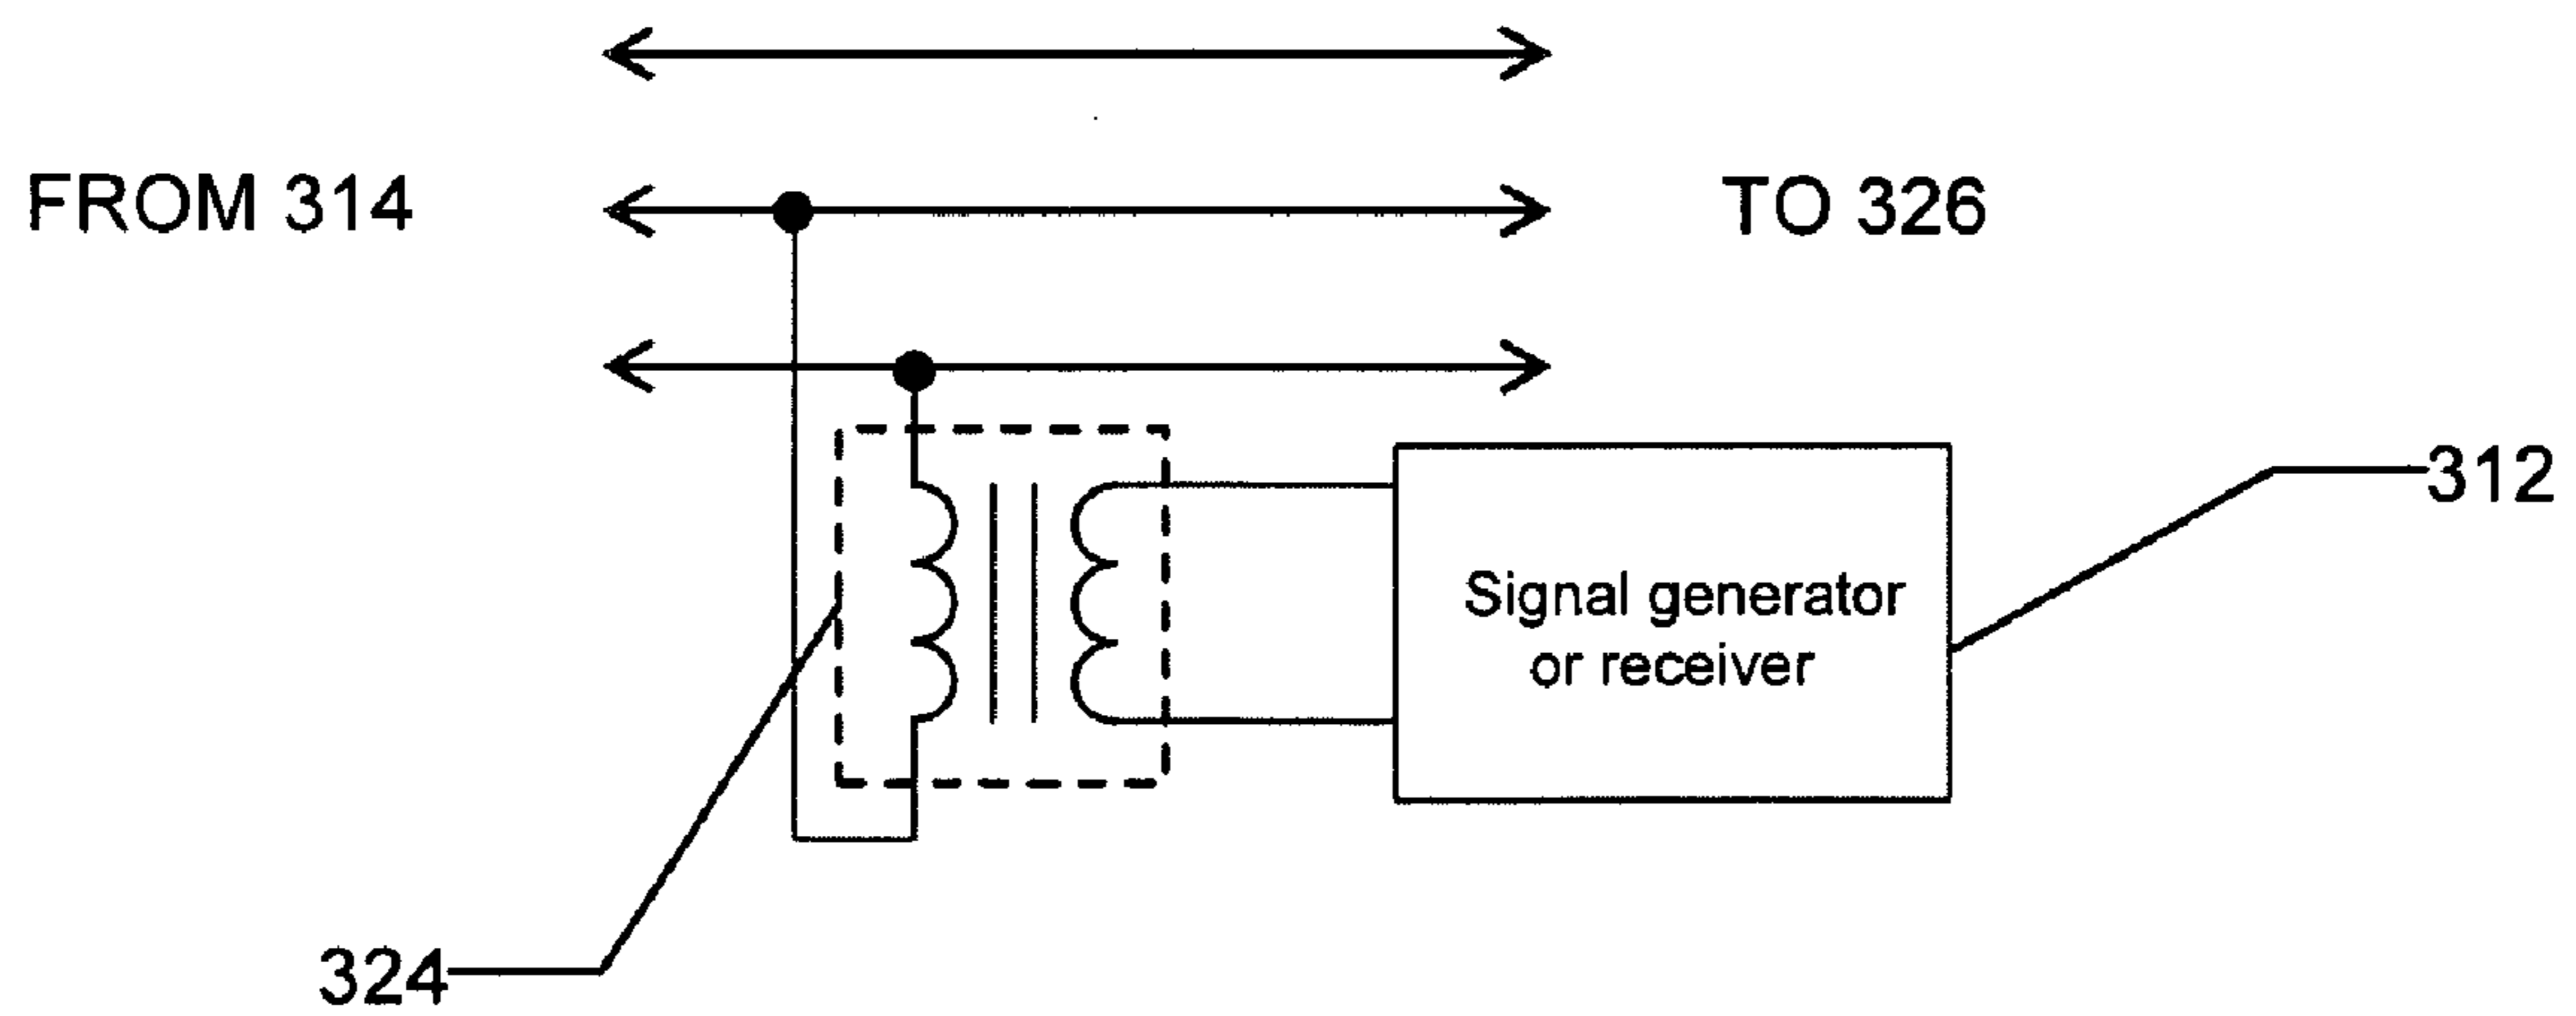 FROM 314
TO 326
312
Signal generator
or receiver
324